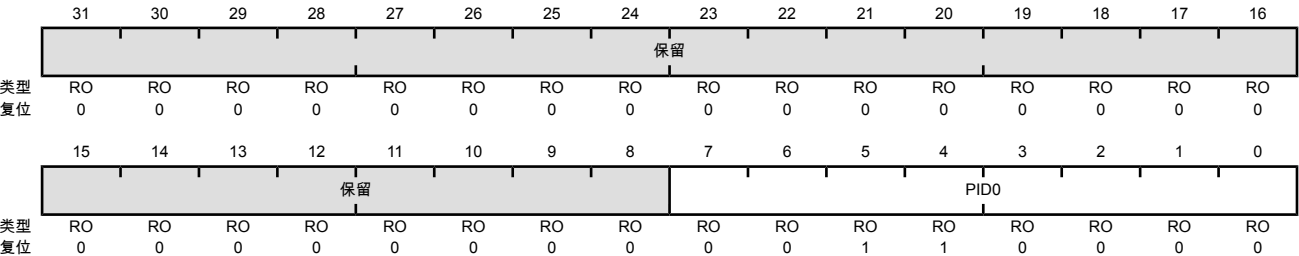 31 30 29 28 27 26 25 24 23 22 21 20 19 18 17 16
保留
类型 RO RO RO RO RO RO RO RO RO RO RO RO RO RO RO RO
复位 0 0 0 0 0 0 0 0 0 0 0 0 0 0 0 0
15 14 13 12 11 10 9 8 7 6 5 4 3 2 1 0
保留 PID0
类型 RO RO RO RO RO RO RO RO RO RO RO RO RO RO RO RO
复位 0 0 0 0 0 0 0 0 0 0 1 1 0 0 0 0